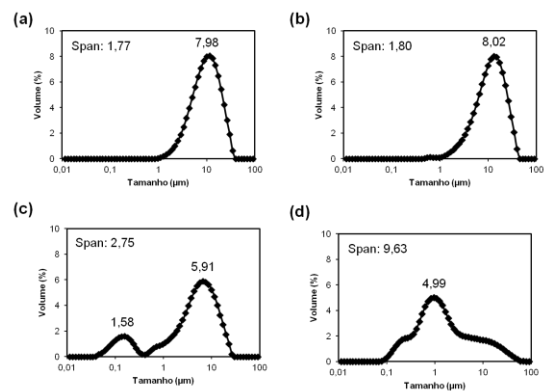 (a)
Span: 1,77
7,98
10
8
6
4
2
0
Volume (%)
0,01 0,1 1 10 100
Tamanho (µm)
(b)
Span: 1,80
8,02
10
8
6
4
2
0
Volume (%)
0,01 0,1 1 10 100
Tamanho (µm)
(c)
Span: 2,75
1,58
5,91
10
8
6
4
2
0
Volume (%)
0,01 0,1 1 10 100
Tamanho (µm)
(d)
Span: 9,63
4,99
10
8
6
4
2
0
Volume (%)
0,01 0,1 1 10 100
Tamanho (µm)